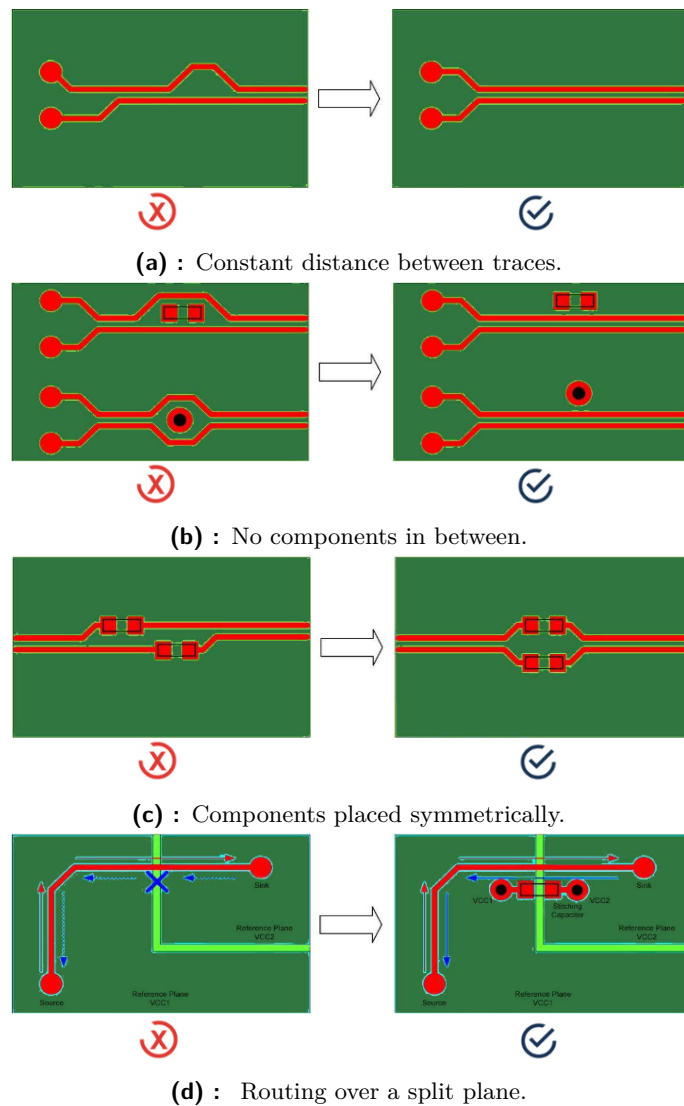 (a) : Constant distance between traces.
(b) : No components in between.
(c) : Components placed symmetrically.
Sink
Reference Plane
VCC2
Source
Reference Plane
VCC1
Sink
VCC1
VCC2
Stitching
Capacitor
Reference Plane
VCC2
Source
Reference Plane
VCC1
(d) : Routing over a split plane.